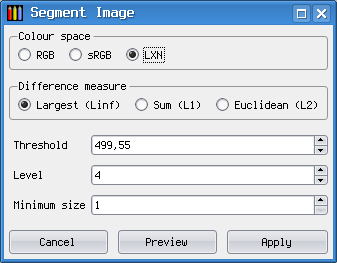 Segment Image
Colour space
RGB sRGB LXN
Difference measure
Largest (Linf) Sum (L1) Euclidean (L2)
Threshold 499,55
Level 4
Minimum size 1
Cancel Preview Apply